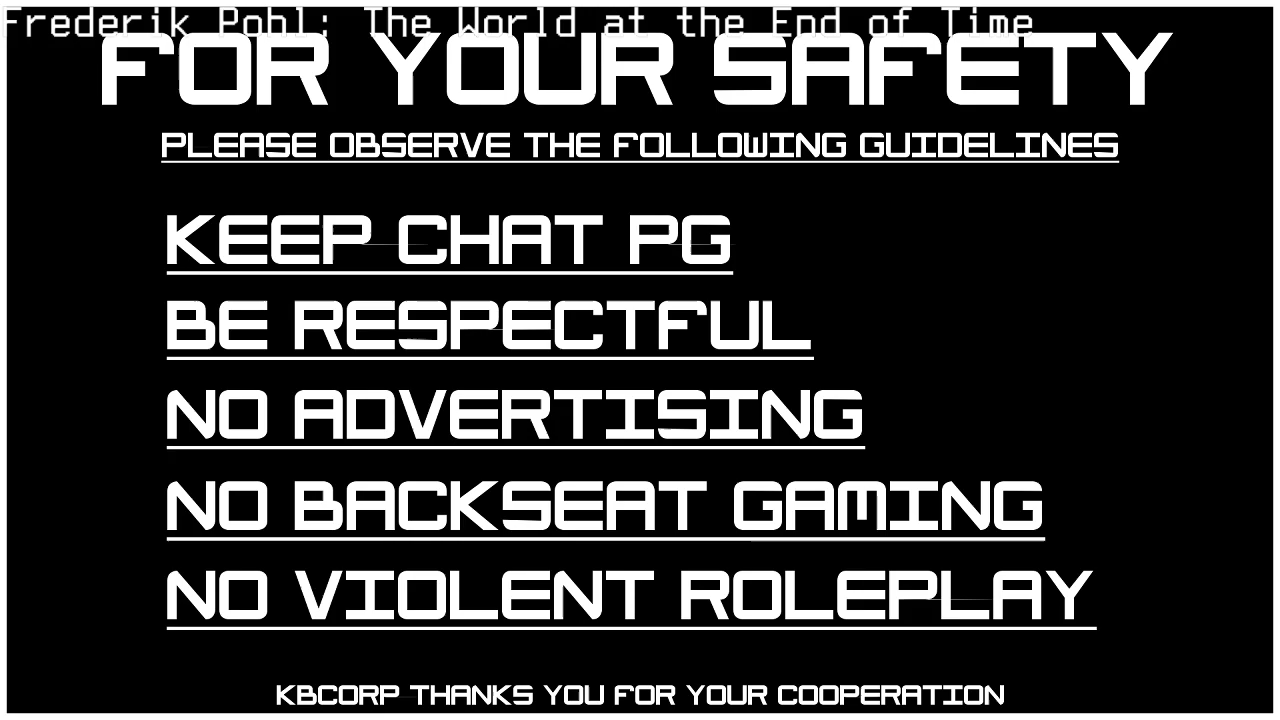 Frederik Pohl: The World at the End of Time
FOR YOUR SAFETY
PLEASE OBSERVE THE FOLLOWING GUIDELINES
KEEP CHAT PG
BE RESPECTFUL
NO ADVERTISING
NO BACKSEAT GAMING
NO VIOLENT ROLEPLAY
KBCORP THANKS YOU FOR YOUR COOPERATION